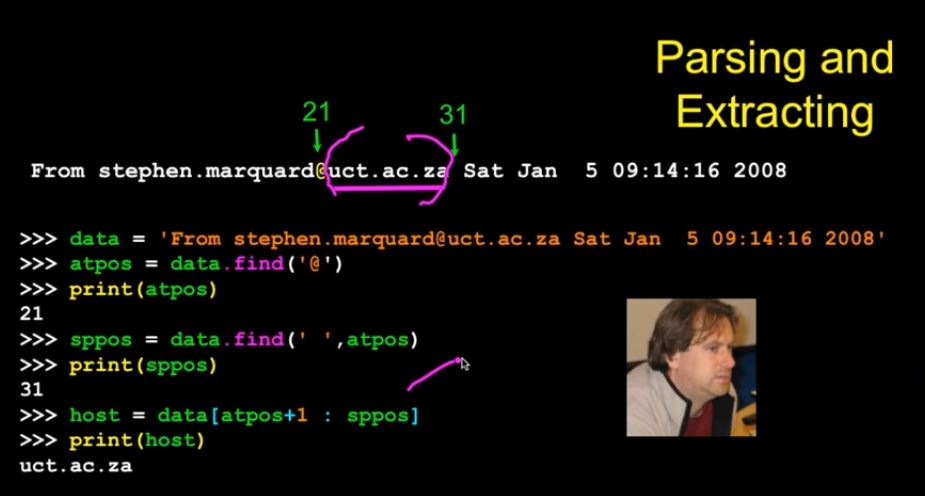 Parsing and
Extracting
21 31
From stephen.marquard@uct.ac.za Sat Jan  5 09:14:16 2008
>>> data = 'From stephen.marquard@uct.ac.za Sat Jan  5 09:14:16 2008'
>>> atpos = data.find('@')
>>> print(atpos)
21
>>> sppos = data.find(' ',atpos)
>>> print(sppos)
31
>>> host = data[atpos+1 : sppos]
>>> print(host)
uct.ac.za